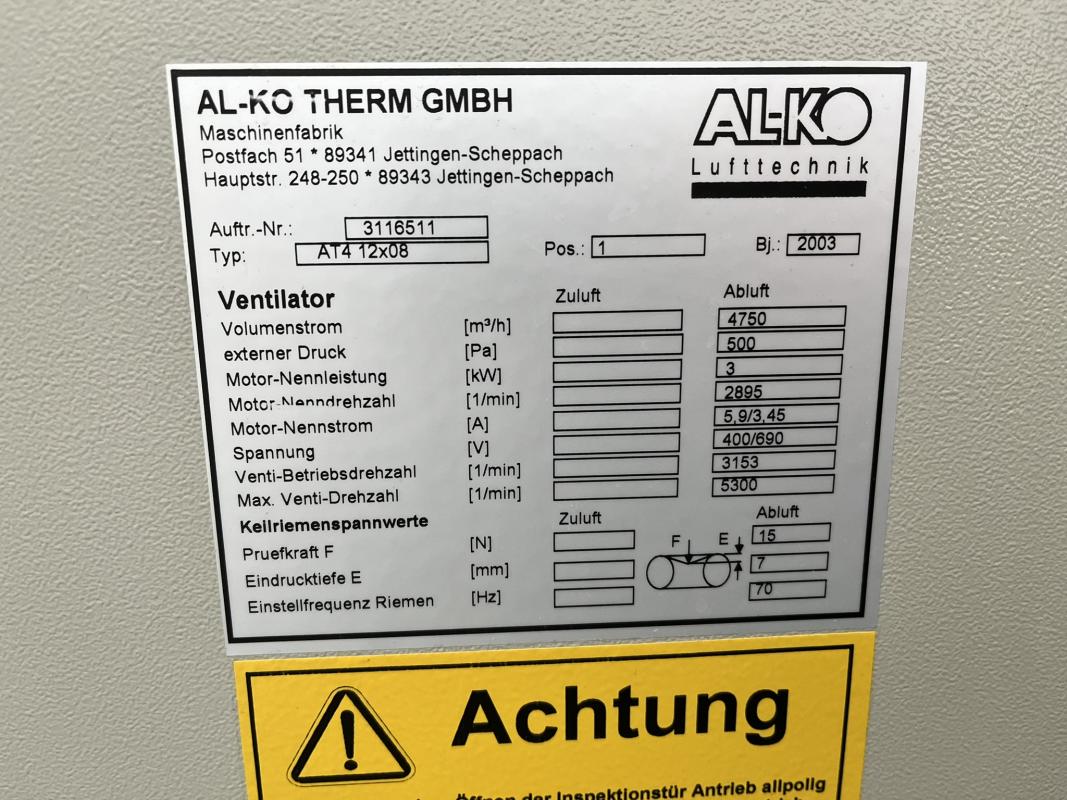 AL-KO THERM GMBH
Maschinenfabrik
Postfach 51 * 89341 Jettingen-Scheppach
Hauptstr. 248-250 * 89343 Jettingen-Scheppach
AL-KO
Lufttechnik
Auftr.-Nr.: 3116511
Typ: AT4 12x08 Pos.: 1 Bj.: 2003
Ventilator Zuluft Abluft
Volumenstrom [m³/h] 4750
externer Druck [Pa] 500
Motor-Nennleistung [kW] 3
Motor-Nenndrehzahl [1/min] 2895
Motor-Nennstrom [A] 5,9/3,45
Spannung [V] 400/690
Venti-Betriebsdrehzahl [1/min] 3153
Max. Venti-Drehzahl [1/min] 5300
Keilriemenspannwerte Zuluft Abluft
Pruefkraft F [N] F E 15
Eindrucktiefe E [mm] 7
Einstellfrequenz Riemen [Hz] 70
Achtung
der Inspektionstür Antrieb allpolig